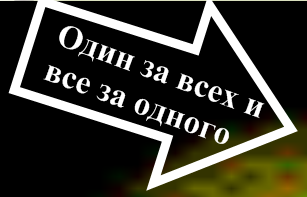 Один за всех и
все за одного